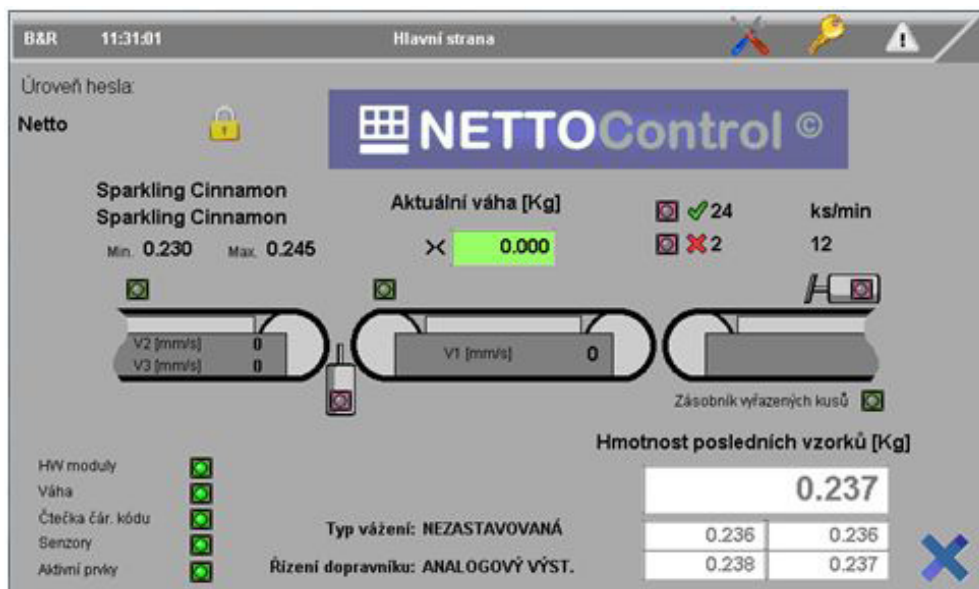 B&R 11:31:01 Hlavní strana
Úroveň hesla:
Netto
NETTOControl ©
Sparkling Cinnamon
Sparkling Cinnamon
Min. 0.230 Max. 0.245
Aktuální váha [Kg]
0.000
24 ks/min
2 12
V2 [mm/s] 0
V3 [mm/s] 0
V1 [mm/s] 0
Zásobník vyřazených kusů
HW moduly
Váha
Čtečka čár. kódu
Senzory
Aktivní prvky
Typ vážení: NEZASTAVOVANÁ
Řízení dopravníku: ANALOGOVÝ VÝST.
Hmotnost posledních vzorků [Kg]
0.237
0.236 0.236
0.238 0.237